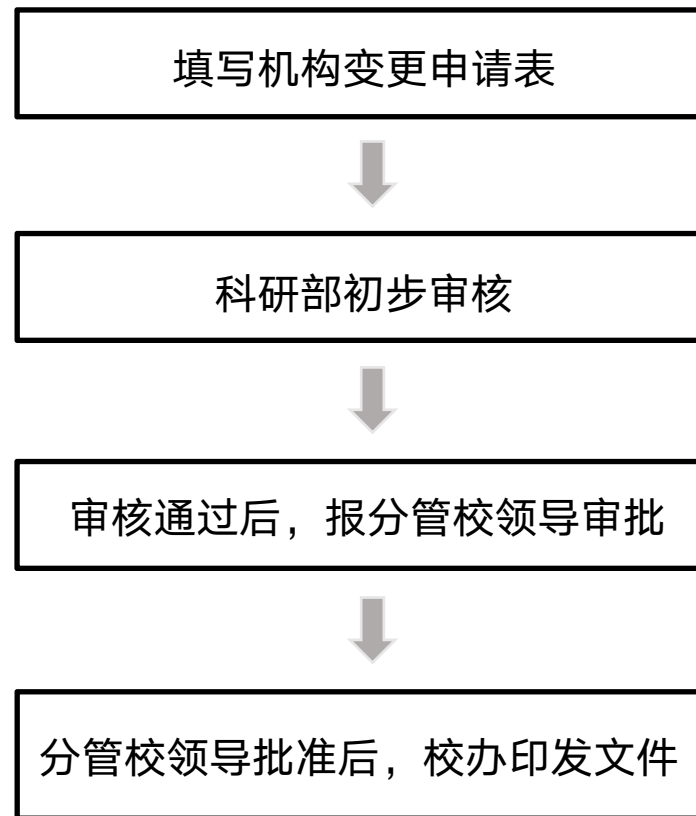 填写机构变更申请表
科研部初步审核
审核通过后，报分管校领导审批
分管校领导批准后，校办印发文件